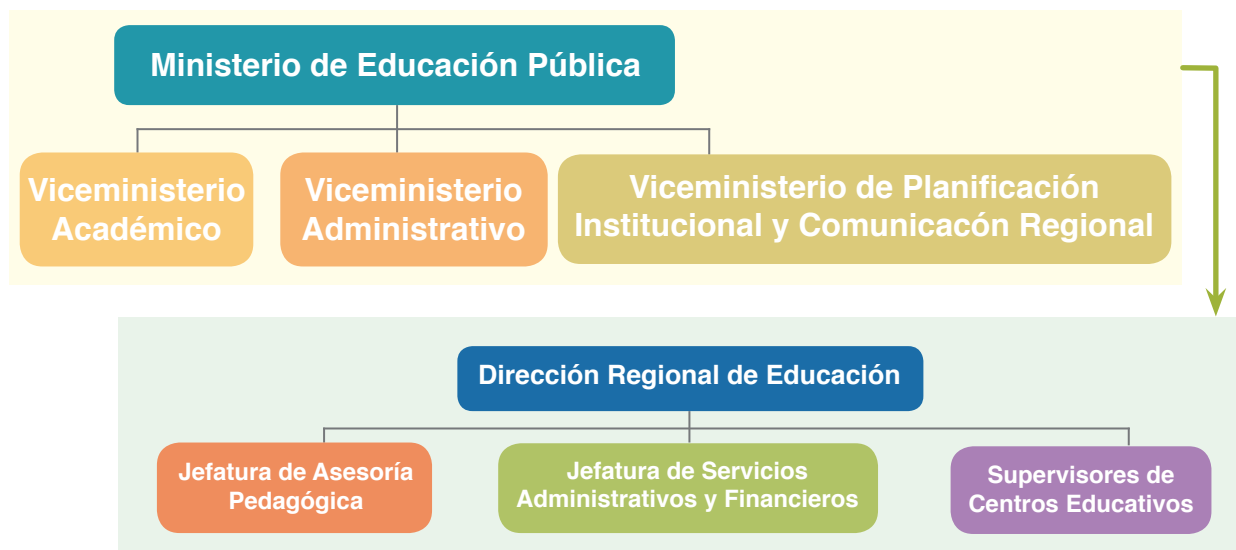 Ministerio de Educación Pública
Viceministerio
Académico
Viceministerio
Administrativo
Viceministerio de Planificación
Institucional y Comunicacón Regional
Dirección Regional de Educación
Jefatura de Asesoría
Pedagógica
Jefatura de Servicios
Administrativos y Financieros
Supervisores de
Centros Educativos